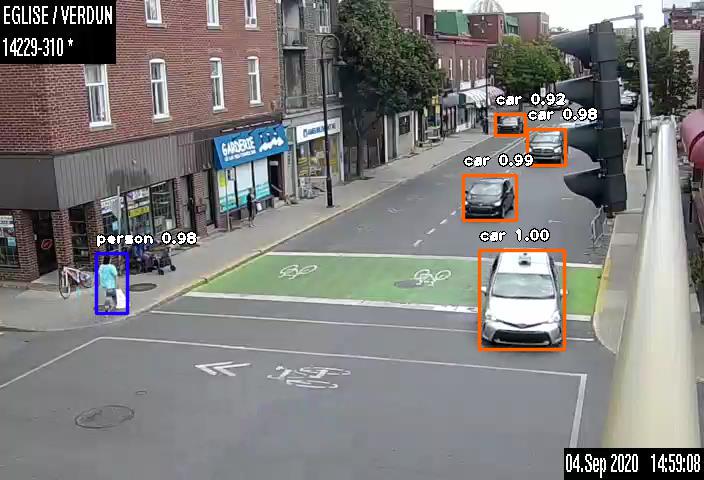 EGLISE / VERDUN
14229-310 *
car 0.92
car 0.98
car 0.99
person 0.98
car 1.00
GARDERIE
04.Sep 2020 14:59:08